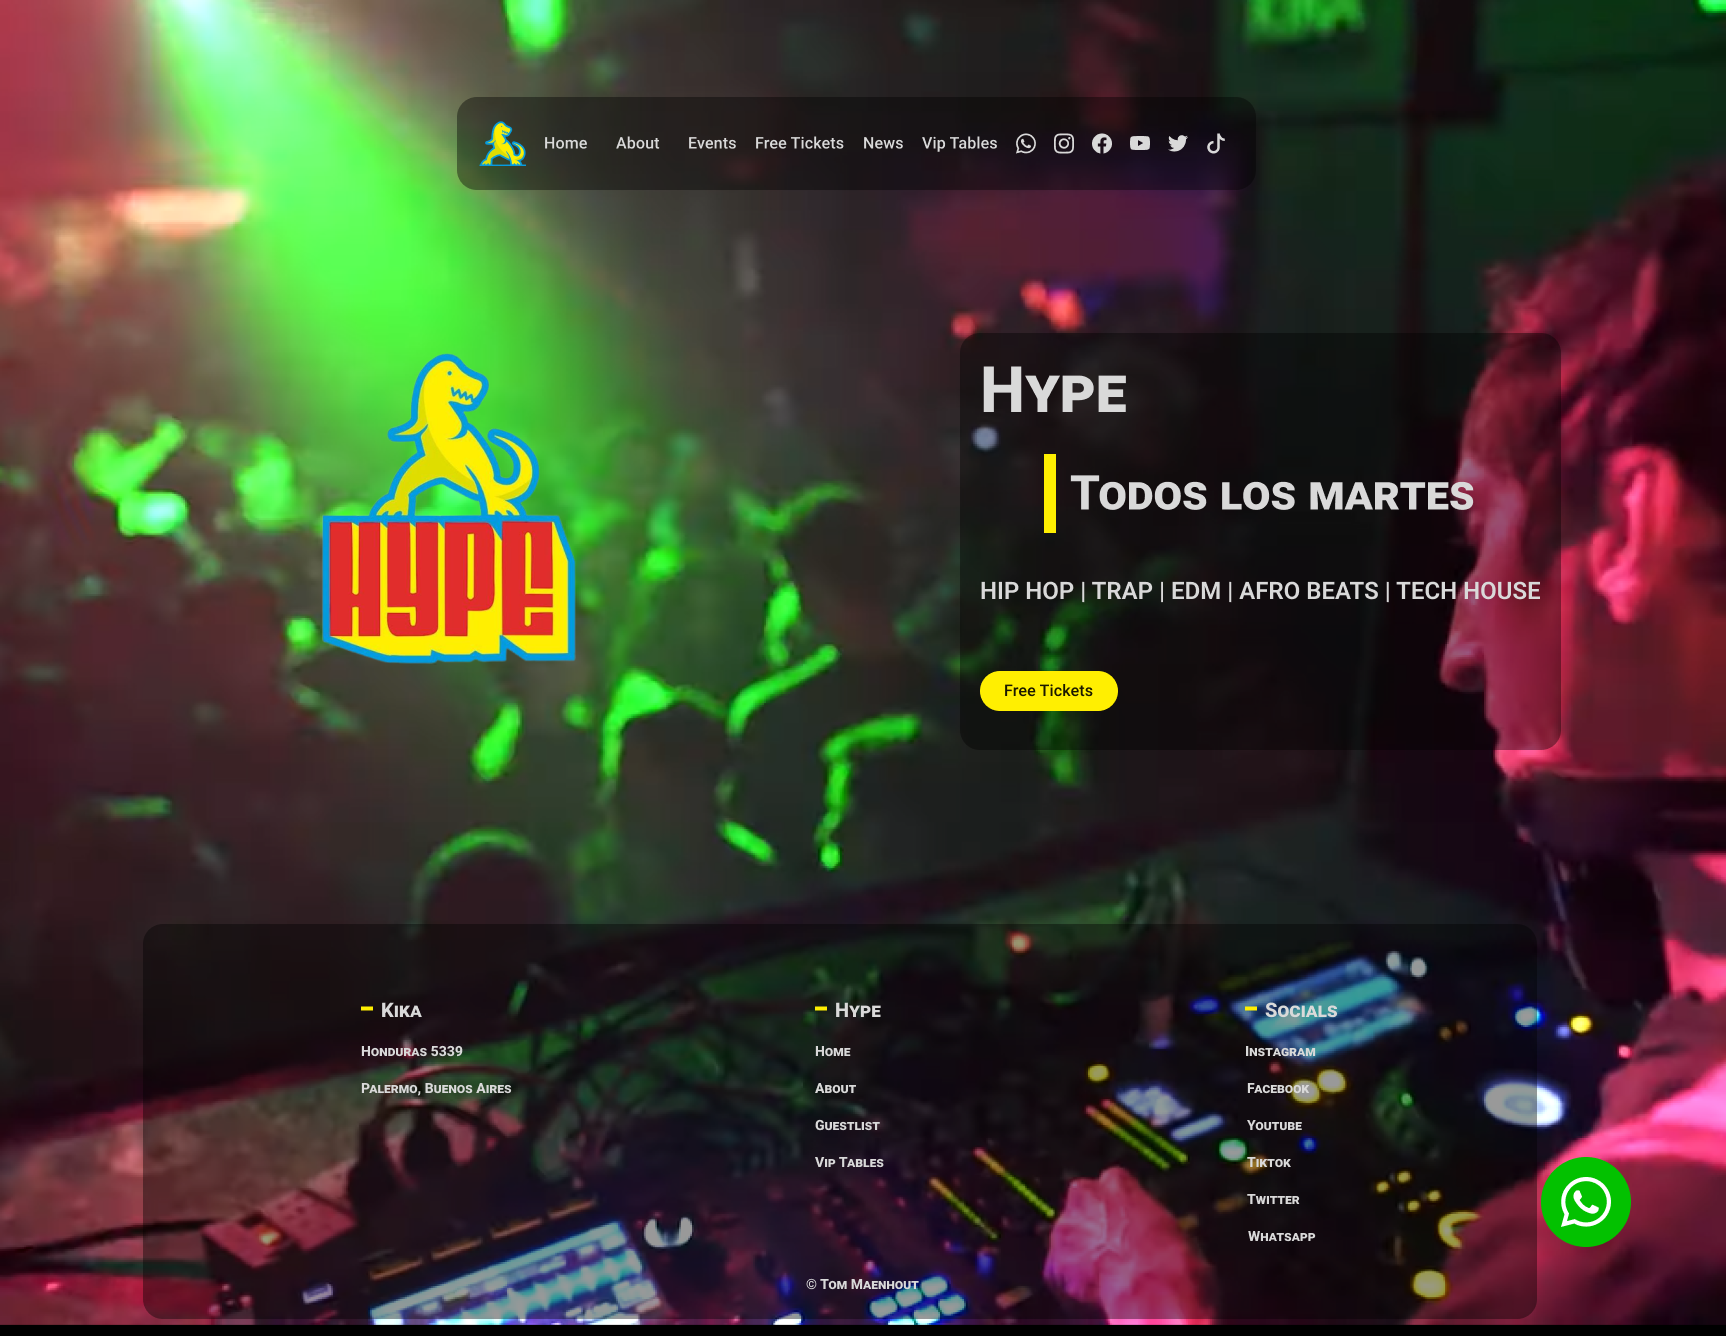 Home About Events Free Tickets News Vip Tables
Hype
Todos los martes
HYPE
HIP HOP | TRAP | EDM | AFRO BEATS | TECH HOUSE
Free Tickets
Kika
Honduras 5339
Palermo, Buenos Aires
Hype
Home
About
Guestlist
Vip Tables
Socials
Instagram
Facebook
Youtube
Tiktok
Twitter
Whatsapp
© Tom Maenhout